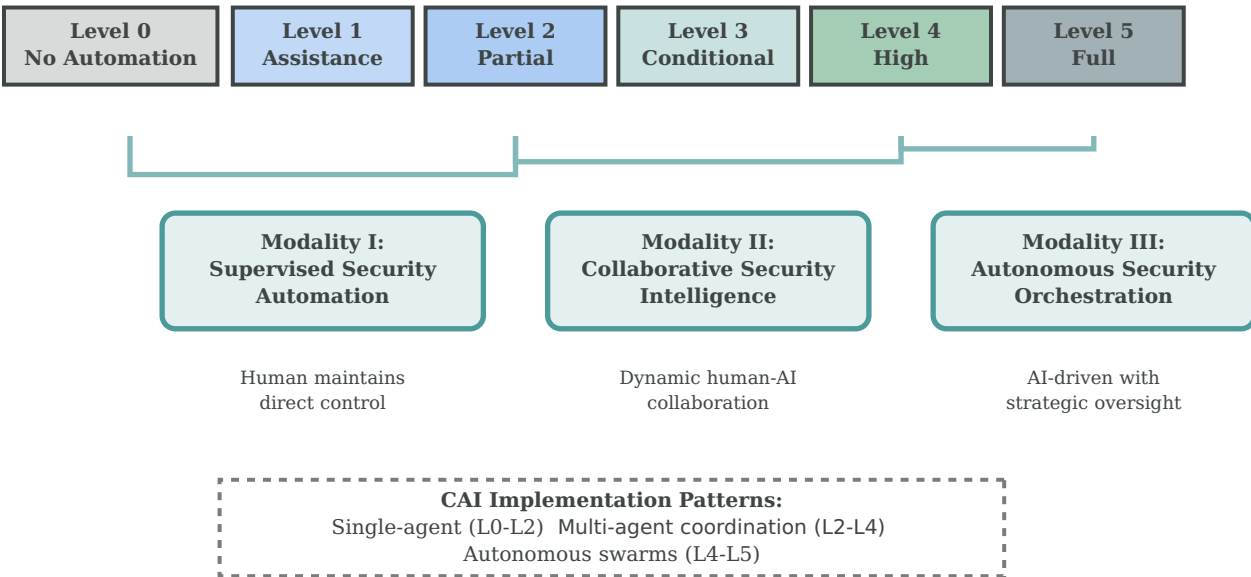 Level 0
No Automation
Level 1
Assistance
Level 2
Partial
Level 3
Conditional
Level 4
High
Level 5
Full
Modality I:
Supervised Security
Automation
Modality II:
Collaborative Security
Intelligence
Modality III:
Autonomous Security
Orchestration
Human maintains
direct control
Dynamic human-AI
collaboration
AI-driven with
strategic oversight
CAI Implementation Patterns:
Single-agent (L0-L2) Multi-agent coordination (L2-L4)
Autonomous swarms (L4-L5)